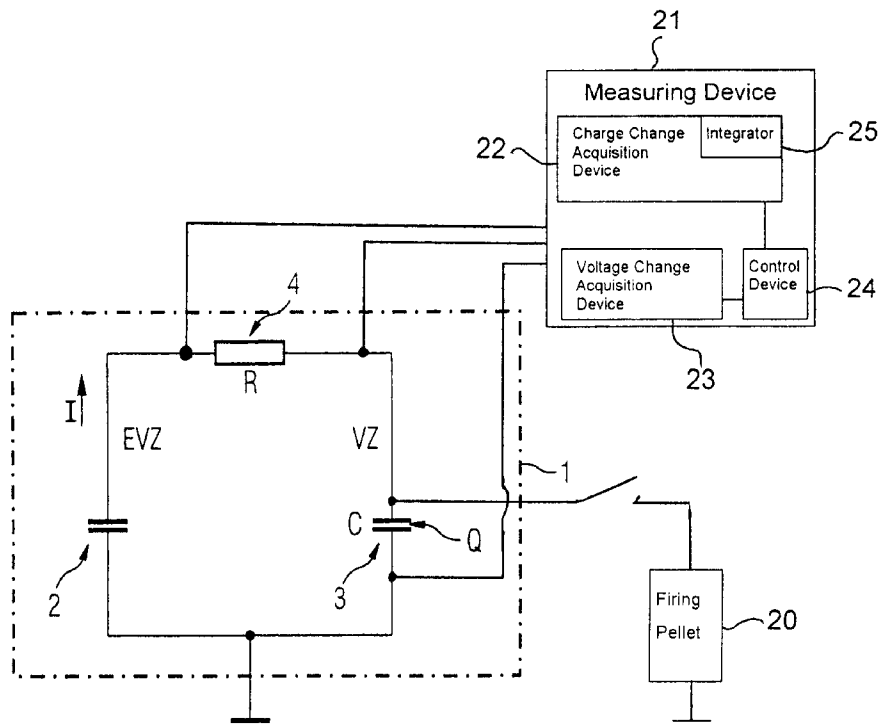 21
Measuring Device
Charge Change
Acquisition
Device
Integrator
25
22
Voltage Change
Acquisition
Device
Control
Device
24
23
4
R
I
EVZ
VZ
1
C
Q
2
3
Firing
Pellet
20